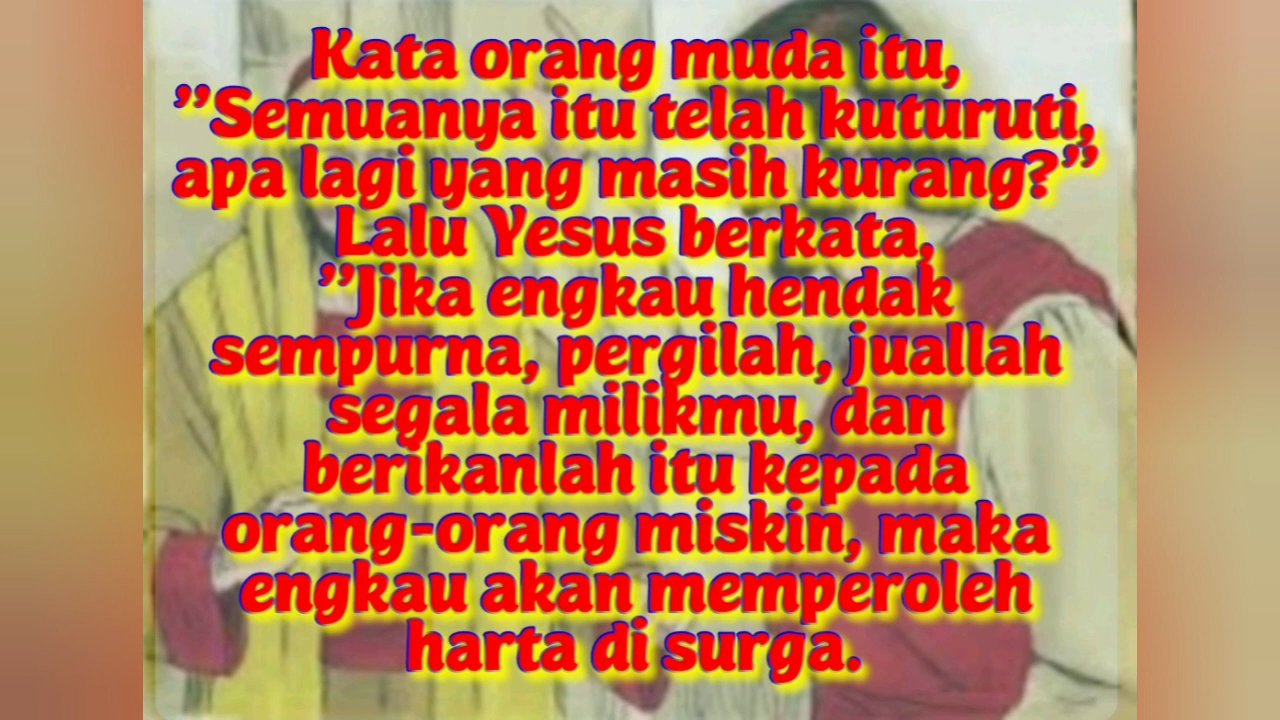 Kata orang muda itu,
”Semuanya itu telah kuturuti,
apa lagi yang masih kurang?”
Lalu Yesus berkata,
”Jika engkau hendak
sempurna, pergilah, juallah
segala milikmu, dan
berikanlah itu kepada
orang-orang miskin, maka
engkau akan memperoleh
harta di surga.